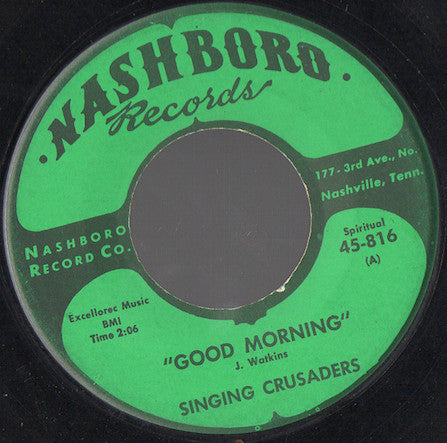 ·NASHBORO·
Records
NASHBORO
RECORD CO.
177 - 3rd Ave., No.
Nashville, Tenn.
Spiritual
45-816
(A)
Excellorec Music
BMI
Time 2:06
"GOOD MORNING"
J. Watkins
SINGING CRUSADERS